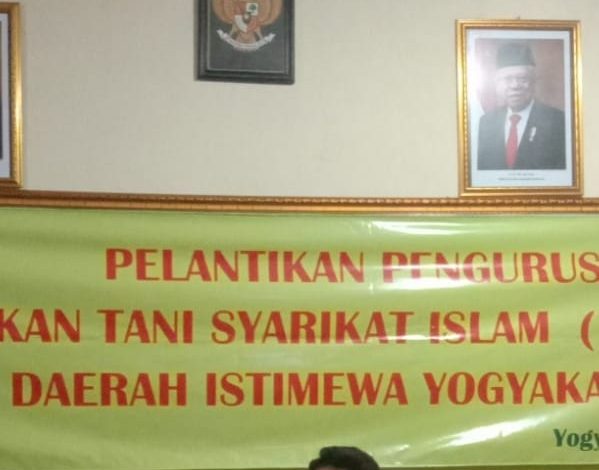 PELANTIKAN PENGURUS
KAN TANI SYARIKAT ISLAM (
DAERAH ISTIMEWA YOGYAKA
Yogy